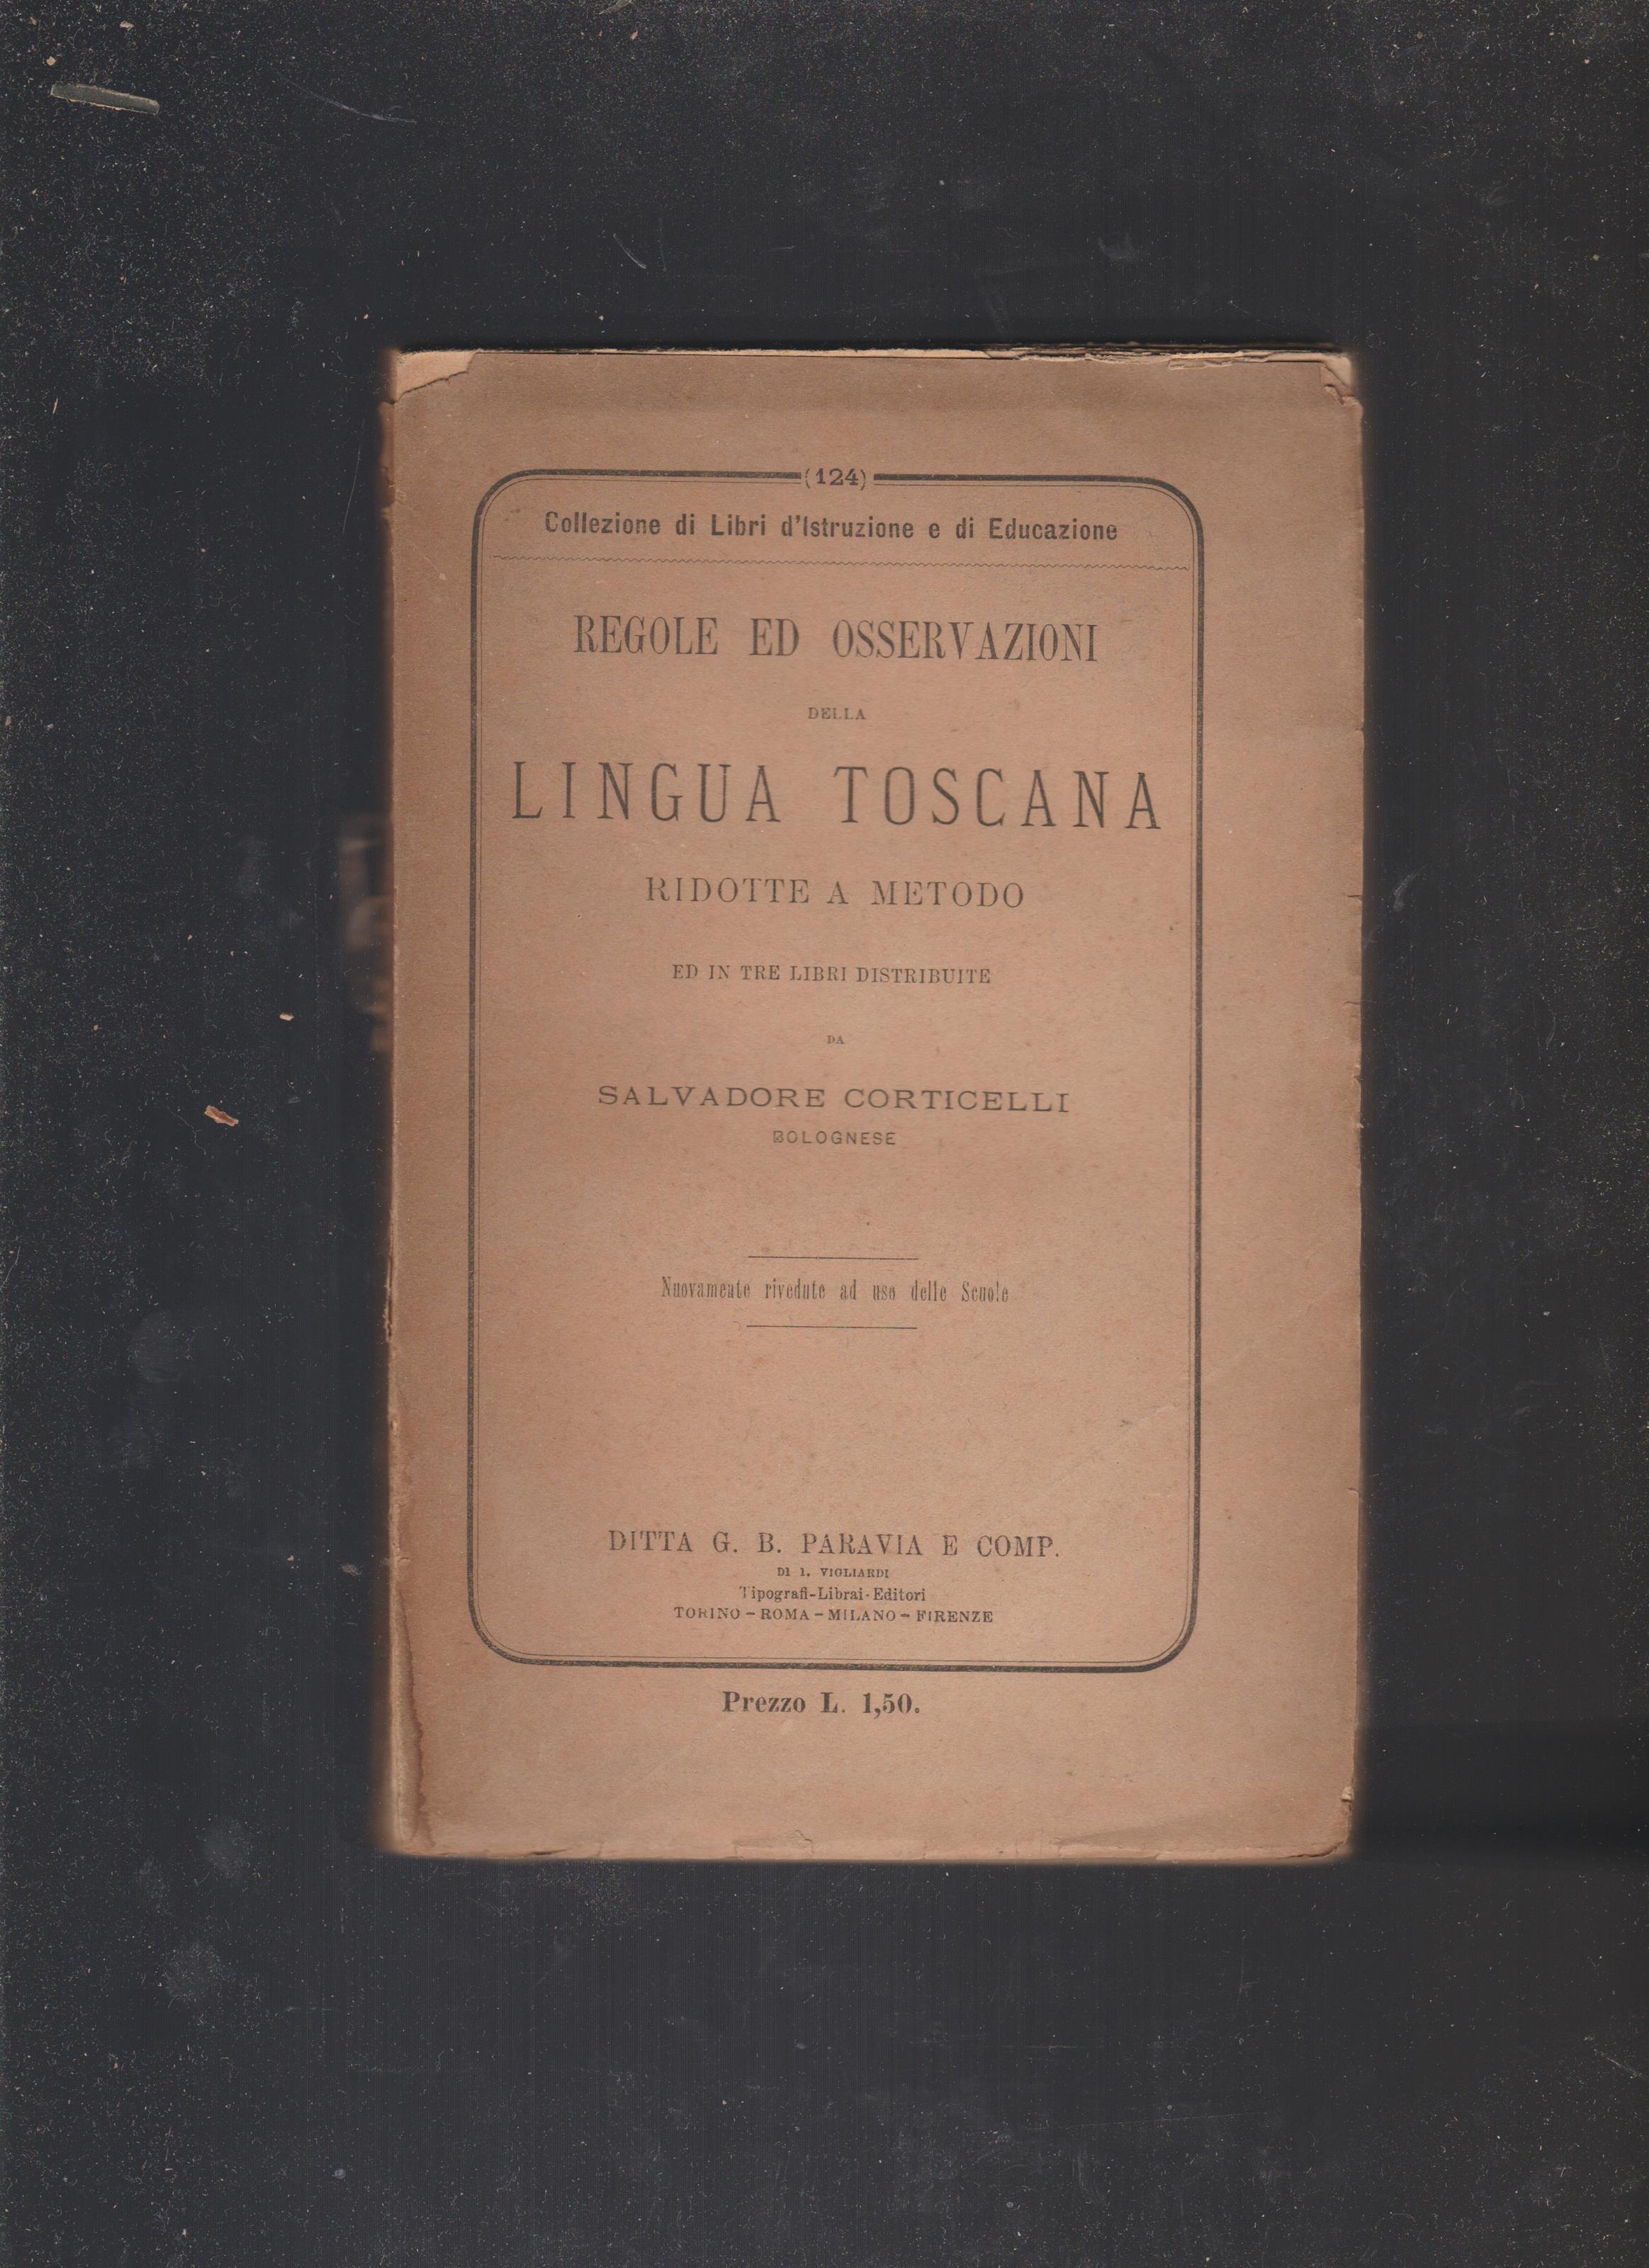 (124)
Collezione di Libri d'Istruzione e di Educazione
REGOLE ED OSSERVAZIONI
DELLA
LINGUA TOSCANA
RIDOTTE A METODO
ED IN TRE LIBRI DISTRIBUITE
DA
SALVADORE CORTICELLI
BOLOGNESE
Nuovamente rivedute ad uso delle Scuole
DITTA G. B. PARAVIA E COMP.
DI I. VIGLIARDI
Tipografi-Librai-Editori
TORINO - ROMA - MILANO - FIRENZE
Prezzo L. 1,50.